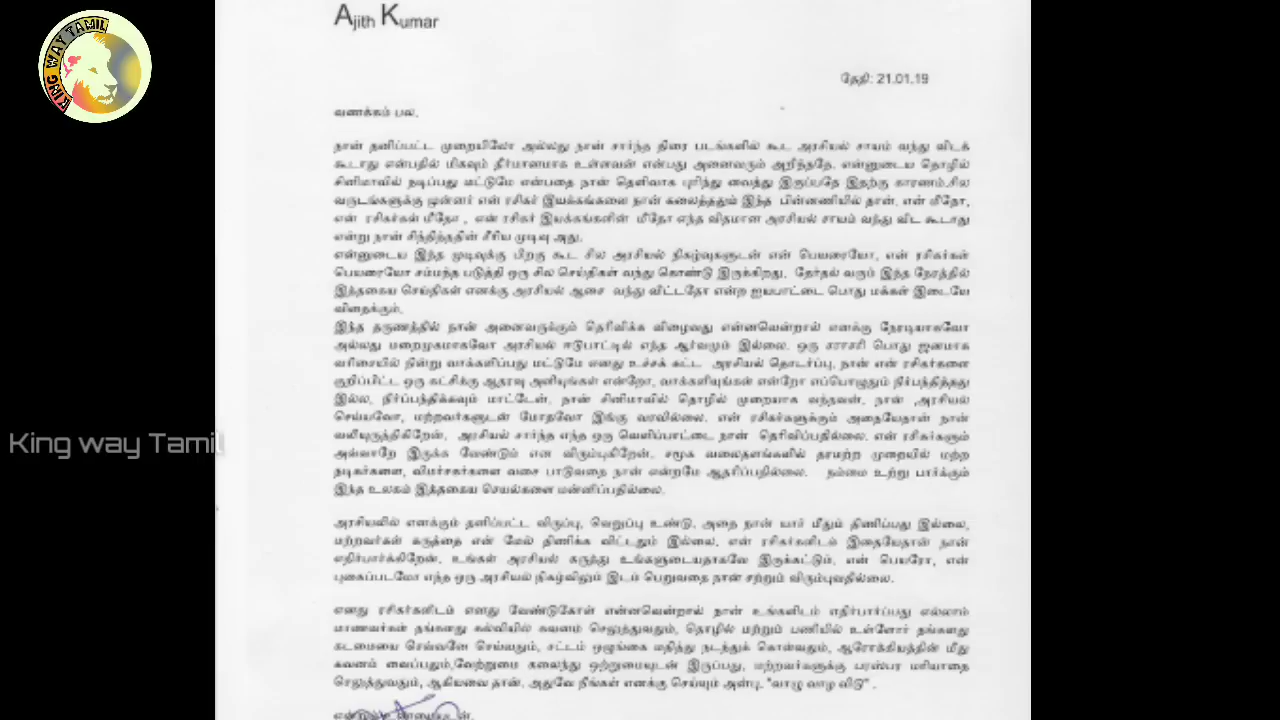 KING WAY TAMIL
Ajith Kumar
தேதி: 21.01.19
வணக்கம் பல.
நான் தனிப்பட்ட முறையிலோ அல்லது நான் சார்ந்த திரை படங்களில் கூட அரசியல் சாயம் வந்து விடக்
கூடாது என்பதில் மிகவும் தீர்மானமாக உள்ளவன் என்பது அனைவரும் அறிந்ததே. என்னுடைய தொழில்
சினிமாவில் நடிப்பது மட்டுமே என்பதை நான் தெளிவாக புரிந்து வைத்து இருப்பதே இதற்கு காரணம்.சில
வருடங்களுக்கு முன்னர் என் ரசிகர் இயக்கங்களை நான் கலைத்ததும் இந்த பின்னணியில் தான். என் மீதோ,
என் ரசிகர்கள் மீதோ , என் ரசிகர் இயக்கங்களின் மீதோ எந்த விதமான அரசியல் சாயம் வந்து விட கூடாது
என்று நான் சிந்தித்ததின் சீரிய முடிவு அது.
என்னுடைய இந்த முடிவுக்கு பிறகு கூட சில அரசியல் நிகழ்வுகளுடன் என் பெயரையோ, என் ரசிகர்கள்
பெயரையோ சம்மந்த படுத்தி ஒரு சில செய்திகள் வந்து கொண்டு இருக்கிறது. தேர்தல் வரும் இந்த நேரத்தில்
இத்தகைய செய்திகள் எனக்கு அரசியல் ஆசை வந்து விட்டதோ என்ற ஐயபாட்டை பொது மக்கள் இடையே
விதைக்கும்.
இந்த தருணத்தில் நான் அனைவருக்கும் தெரிவிக்க விழைவது என்னவென்றால் எனக்கு நேரடியாகவோ
அல்லது மறைமுகமாகவோ அரசியல் ஈடுபாட்டில் எந்த ஆர்வமும் இல்லை. ஒரு சராசரி பொது ஜனமாக
வரிசையில் நின்று வாக்களிப்பது மட்டுமே எனது உச்சக் கட்ட அரசியல் தொடர்பு. நான் என் ரசிகர்களை
குறிப்பிட்ட ஒரு கட்சிக்கு ஆதரவு அளியுங்கள் என்றோ, வாக்களியுங்கள் என்றோ எப்பொழுதும் நிர்பந்தித்தது
இல்லை, நிர்ப்பந்திக்கவும் மாட்டேன். நான் சினிமாவில் தொழில் முறையாக வந்தவன். நான் அரசியல்
செய்யவோ, மற்றவர்களுடன் மோதவோ இங்கு வரவில்லை. என் ரசிகர்களுக்கும் அதையேதான் நான்
வலியுறுத்திகிறேன். அரசியல் சார்ந்த எந்த ஒரு வெளிப்பாட்டை நான் தெரிவிப்பதில்லை. என் ரசிகர்களும்
அவ்வாறே இருக்க வேண்டும் என விரும்புகிறேன். சமூக வலைதளங்களில் தரமற்ற முறையில் மற்ற
நடிகர்களை, விமர்சகர்களை வசை பாடுவதை நான் என்றமே ஆதரிப்பதில்லை. நம்மை உற்று பார்க்கும்
இந்த உலகம் இத்தகைய செயல்களை மன்னிப்பதில்லை.
அரசியலில் எனக்கும் தனிப்பட்ட விருப்பு, வெறுப்பு உண்டு. அதை நான் யார் மீதும் திணிப்பது இல்லை,
மற்றவர்கள் கருத்தை என் மேல் திணிக்க விட்டதும் இல்லை. என் ரசிகர்களிடம் இதையேதான் நான்
எதிர்பார்க்கிறேன். உங்கள் அரசியல் கருத்து உங்களுடையதாகவே இருக்கட்டும். என் பெயரோ, என்
புகைப்படமோ எந்த ஒரு அரசியல் நிகழ்விலும் இடம் பெறுவதை நான் சற்றும் விரும்புவதில்லை.
எனது ரசிகர்களிடம் எனது வேண்டுகோள் என்னவென்றால் நான் உங்களிடம் எதிர்பார்ப்பது எல்லாம்
மாணவர்கள் தங்களது கல்வியில் கவனம் செலுத்துவதும், தொழில் மற்றும் பணியில் உள்ளோர் தங்களது
கடமையை செவ்வனே செய்வதும், சட்டம் ஒழுங்கை மதித்து நடந்துக் கொள்வதும், ஆரோக்கியத்தின் மீது
கவனம் வைப்பதும்,வேற்றுமை களைந்து ஒற்றுமையுடன் இருப்பது, மற்றவர்களுக்கு பரஸ்பர மரியாதை
செலுத்துவதும், ஆகியவை தான். அதுவே நீங்கள் எனக்கு செய்யும் அன்பு. "வாழு வாழ விடு" .
King way Tamil